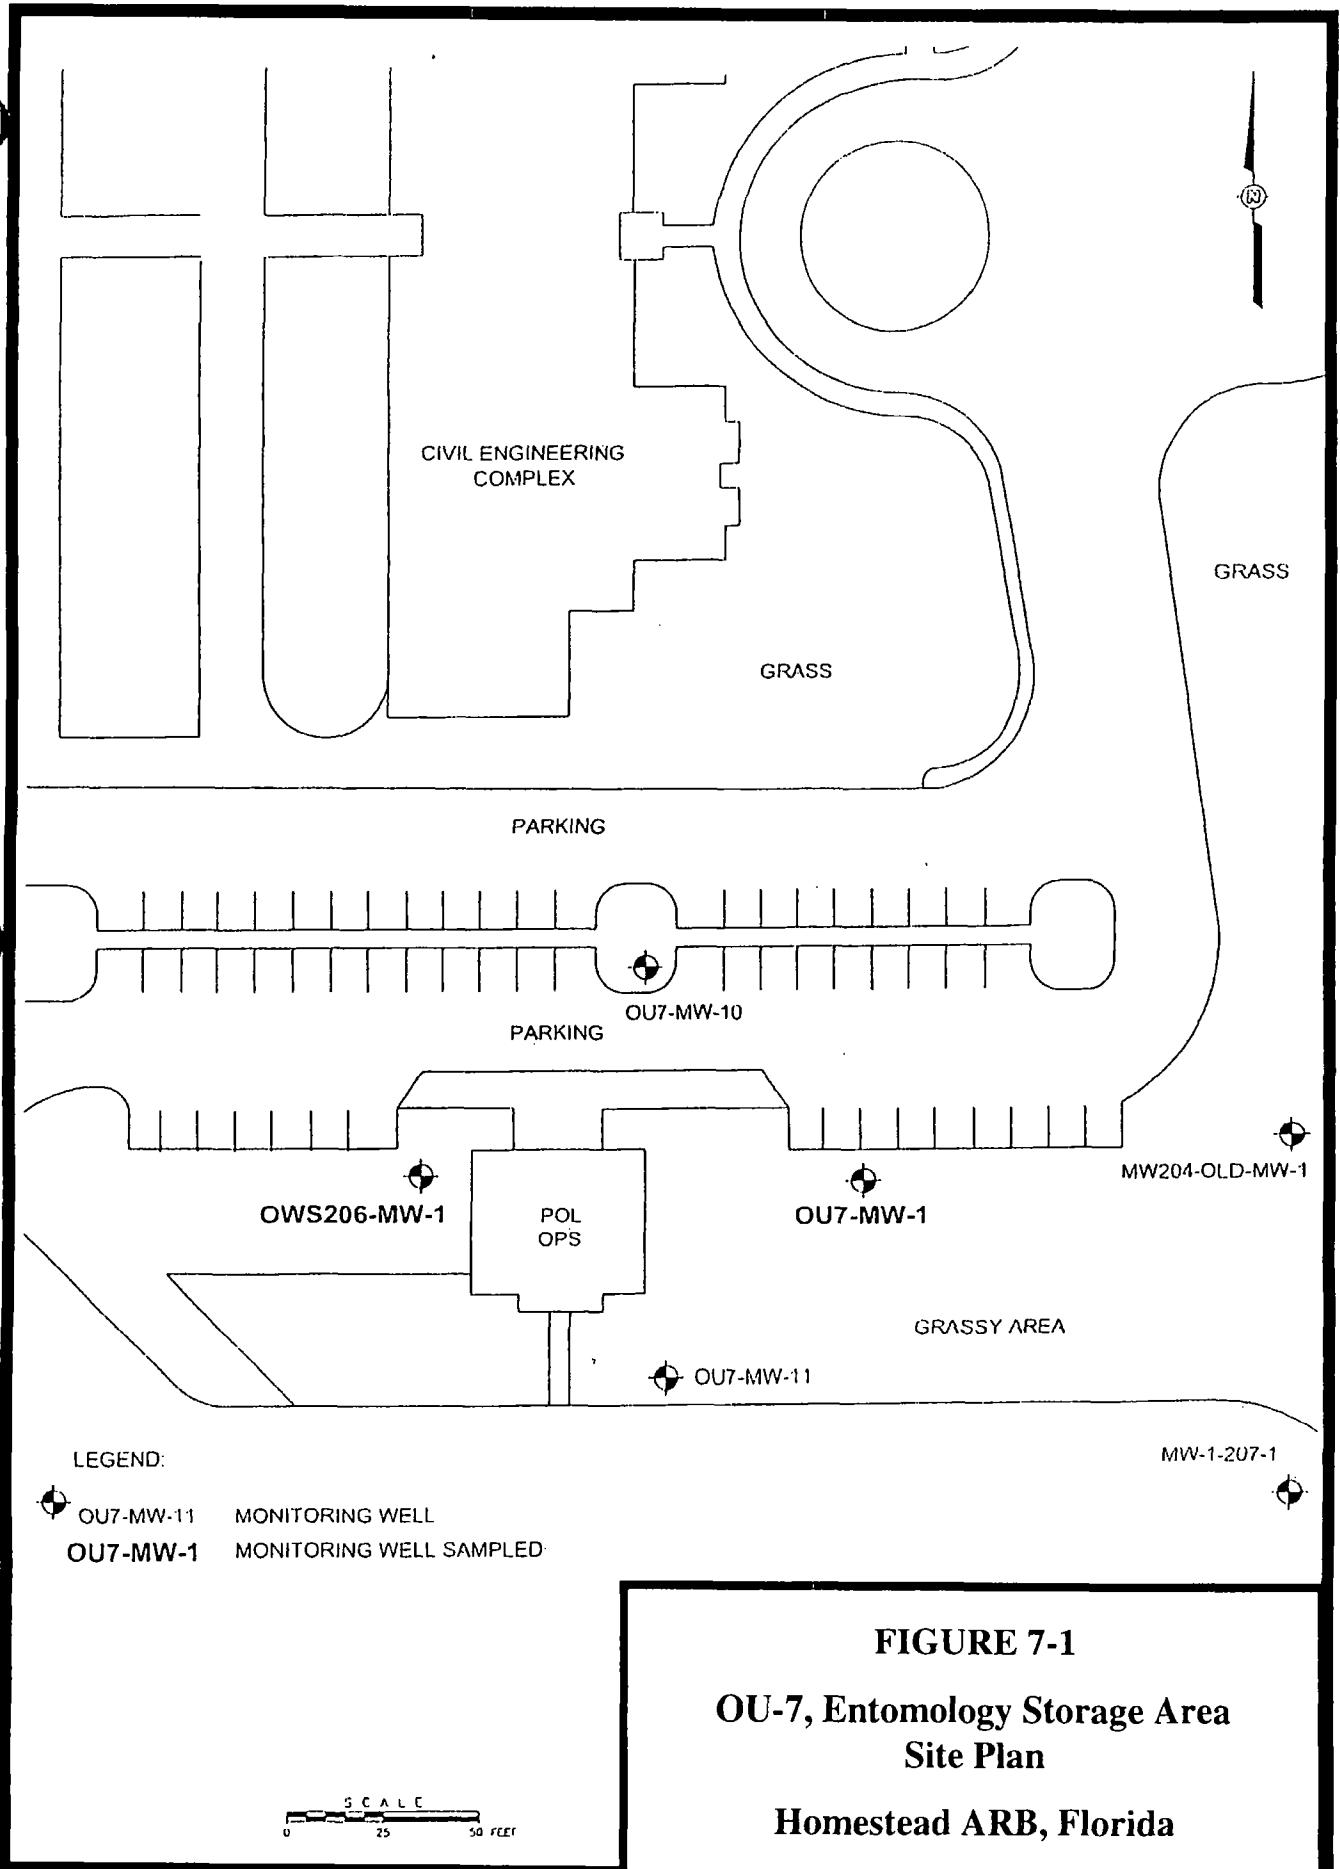 N
CIVIL ENGINEERING
COMPLEX
GRASS
GRASS
PARKING
OU7-MW-10
PARKING
MW204-OLD-MW-1
OWS206-MW-1
POL
OPS
OU7-MW-1
GRASSY AREA
OU7-MW-11
MW-1-207-1
LEGEND:
OU7-MW-11 MONITORING WELL
OU7-MW-1 MONITORING WELL SAMPLED
FIGURE 7-1
OU-7, Entomology Storage Area
Site Plan
Homestead ARB, Florida
SCALE
0 25 50 FEET